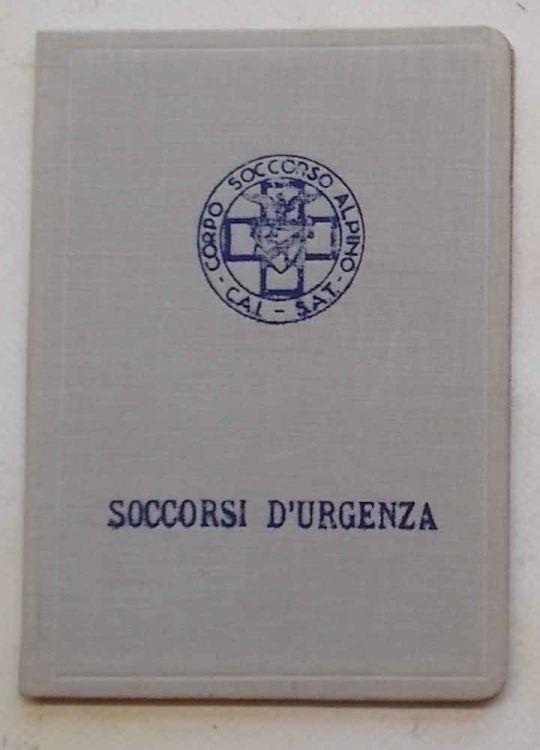 CORPO SOCCORSO ALPINO
- C.A.I. - S.A.T. -
SOCCORSI D'URGENZA